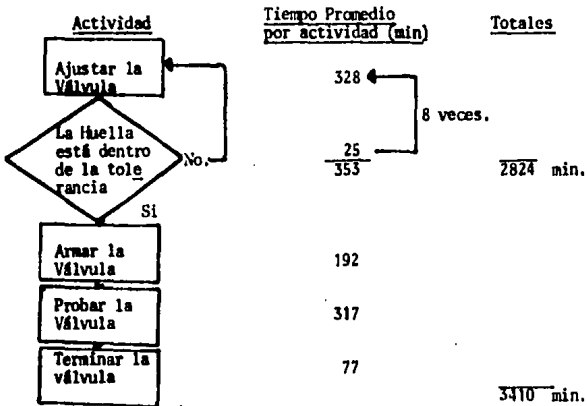 Actividad
Tiempo Promedio
por actividad (min)
Totales
Ajustar la
Válvula
328
8 veces.
La Huella
está dentro
de la tole
rancia
No.
25
353
2824 min.
Si
Armar la
Válvula
192
Probar la
Válvula
317
Terminar la
válvula
77
3410 min.